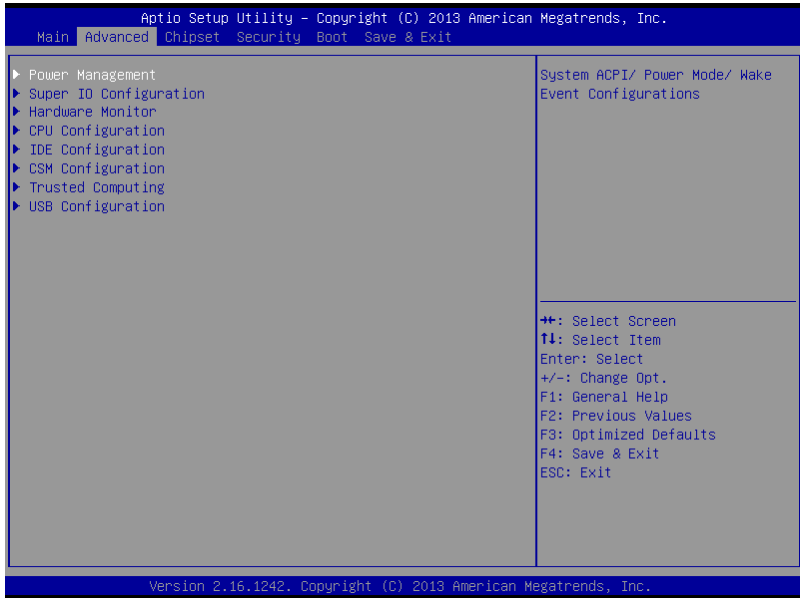 Aptio Setup Utility – Copyright (C) 2013 American Megatrends, Inc.
Main Advanced Chipset Security Boot Save & Exit
▶ Power Management
▶ Super IO Configuration
▶ Hardware Monitor
▶ CPU Configuration
▶ IDE Configuration
▶ CSM Configuration
▶ Trusted Computing
▶ USB Configuration
System ACPI/ Power Mode/ Wake
Event Configurations
→←: Select Screen
↑↓: Select Item
Enter: Select
+/-: Change Opt.
F1: General Help
F2: Previous Values
F3: Optimized Defaults
F4: Save & Exit
ESC: Exit
Version 2.16.1242. Copyright (C) 2013 American Megatrends, Inc.